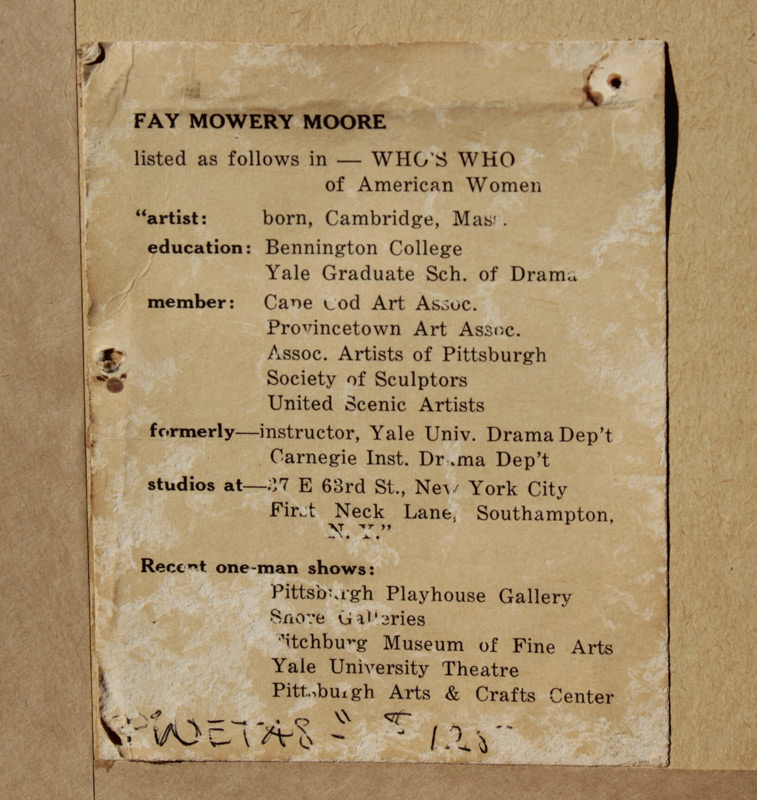 FAY MOWERY MOORE
listed as follows in — WHO'S WHO
of American Women
"artist: born, Cambridge, Mass.
education: Bennington College
Yale Graduate Sch. of Drama
member: Cape Cod Art Assoc.
Provincetown Art Assoc.
Assoc. Artists of Pittsburgh
Society of Sculptors
United Scenic Artists
formerly—instructor, Yale Univ. Drama Dep't
Carnegie Inst. Drama Dep't
studios at—37 E 63rd St., New York City
First Neck Lane, Southampton,
N. Y."
Recent one-man shows:
Pittsburgh Playhouse Gallery
Shore Galleries
Fitchburg Museum of Fine Arts
Yale University Theatre
Pittsburgh Arts & Crafts Center